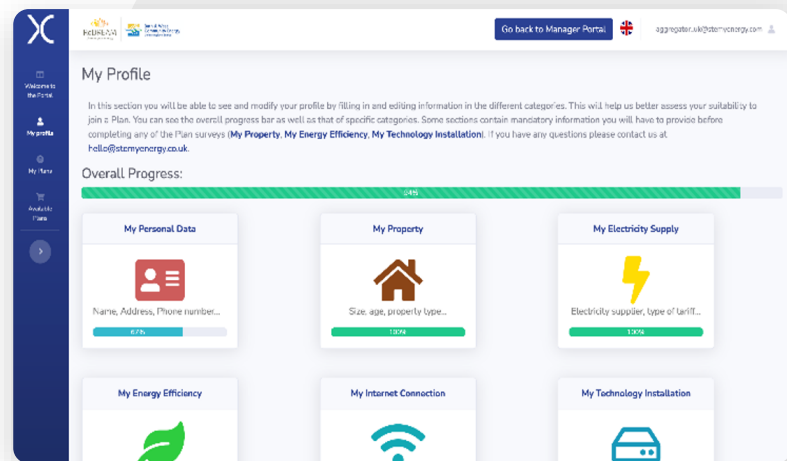 ReDREAM
Bath & West
Community Energy
Go back to Manager Portal
aggregator.uk@stemyenergy.com
Welcome to
the Portal
My profile
My Plans
Available
Plans
My Profile
In this section you will be able to see and modify your profile by filling in and editing information in the different categories. This will help us better assess your suitability to
join a Plan. You can see the overall progress bar as well as that of specific categories. Some sections contain mandatory information you will have to provide before
completing any of the Plan surveys (My Property, My Energy Efficiency, My Technology Installation). If you have any questions please contact us at
hello@stemyenergy.co.uk.
Overall Progress:
94%
My Personal Data
Name, Address, Phone number...
67%
My Property
Size, age, property type...
100%
My Electricity Supply
Electricity supplier, type of tariff...
100%
My Energy Efficiency
My Internet Connection
My Technology Installation